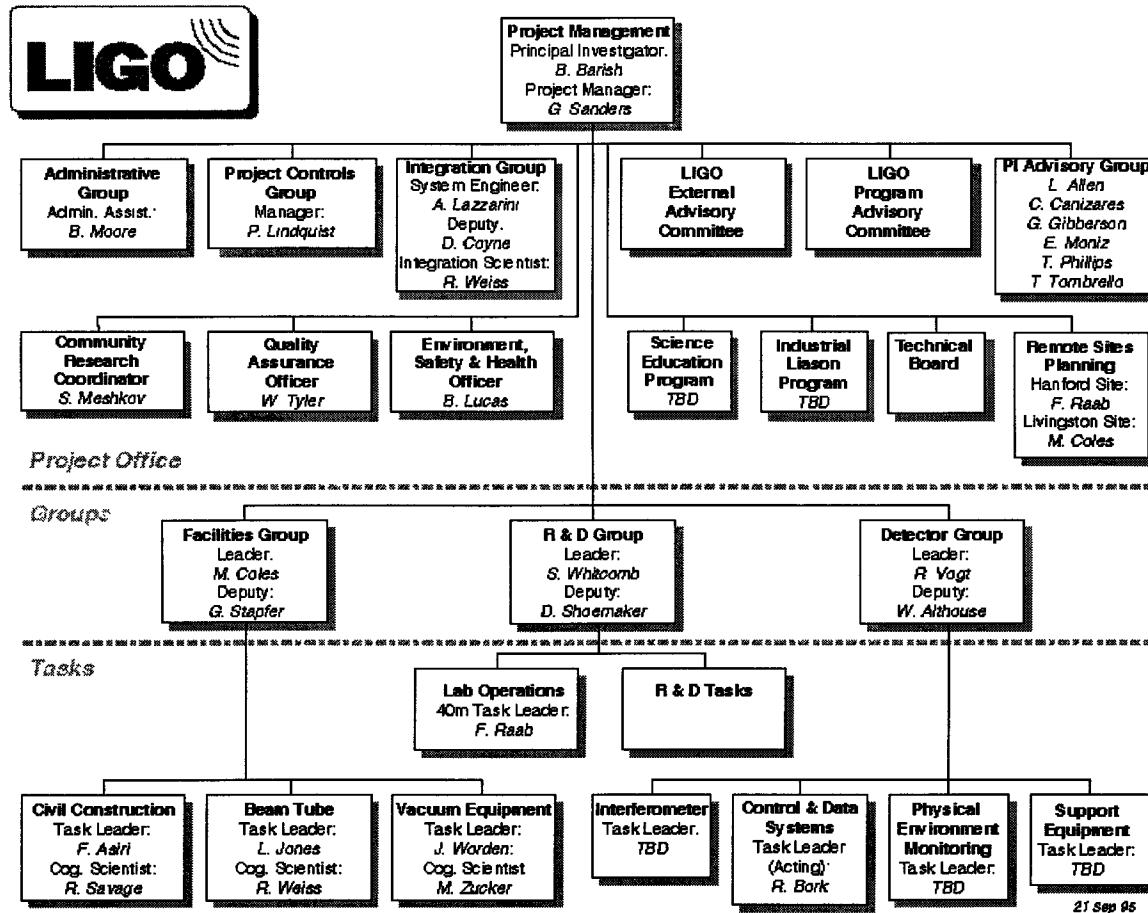 LIGO
Project Management
Principal Investigator.
B. Barish
Project Manager:
G Sanders
Administrative
Group
Admin. Assist.:
B. Moore
Project Controls
Group
Manager:
P. Lindquist
Integration Group
System Engineer:
A. Lazzarini
Deputy.
D. Coyne
Integration Scientist:
R. Weiss
LIGO
External
Advisory
Committee
LIGO
Program
Advisory
Committee
PI Advisory Group
L Allen
C. Canizares
G. Gibberson
E. Moniz
T. Phillips
T Tombrello
Community
Research
Coordinator
S. Meshkov
Quality
Assurance
Officer
W Tyler
Environment,
Safety & Health
Officer
B. Lucas
Science
Education
Program
TBD
Industrial
Liason
Program
TBD
Technical
Board
Remote Sites
Planning
Hanford Site:
F. Raab
Livingston Site:
M. Coles
Project Office
Groups
Facilities Group
Leader.
M. Coles
Deputy:
G. Stapfer
R & D Group
Leader:
S. Whitcomb
Deputy:
D. Shoemaker
Detector Group
Leader:
R. Vogt
Deputy:
W. Althouse
Tasks
Lab Operations
40m Task Leader:
F. Raab
R & D Tasks
Civil Construction
Task Leader:
F. Asiri
Cog. Scientist:
R. Savage
Beam Tube
Task Leader:
L. Jones
Cog. Scientist:
R. Weiss
Vacuum Equipment
Task Leader:
J. Worden:
Cog. Scientist
M. Zucker
Interferometer
Task Leader.
TBD
Control & Data
Systems
Task Leader
(Acting):
R. Bork
Physical
Environment
Monitoring
Task Leader:
TBD
Support
Equipment
Task Leader:
TBD
21 Sep 95